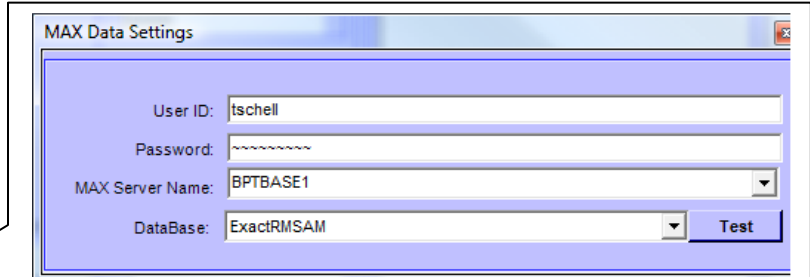 MAX Data Settings
User ID: tschell
Password: ~~~~~~~~~
MAX Server Name: BPTBASE1
DataBase: ExactRMSAM Test